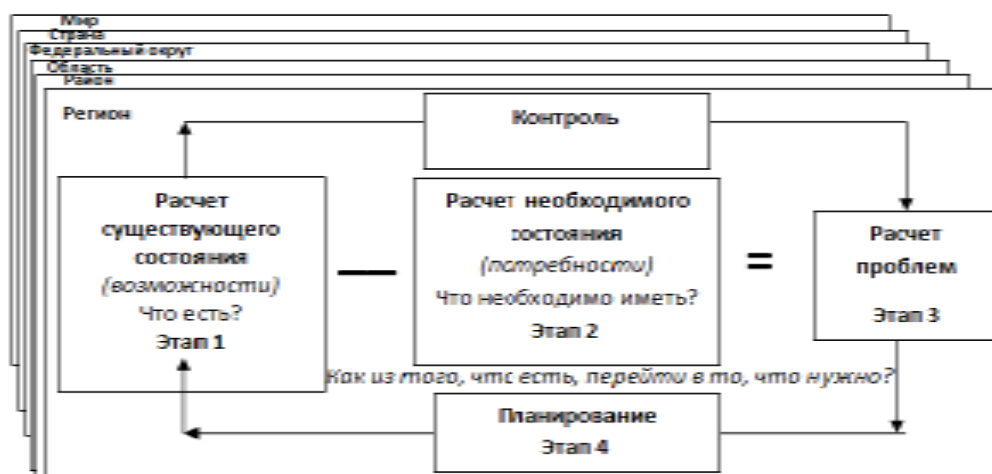 Мир
Страна
Федеральный округ
Область
Район
Регион
Контроль
Расчет
существующего
состояния
(возможности)
Что есть?
Этап 1
—
Расчет необходимого
состояния
(потребности)
Что необходимо иметь?
Этап 2
=
Расчет
проблем
Этап 3
Как из того, что есть, перейти в то, что нужно?
Планирование
Этап 4